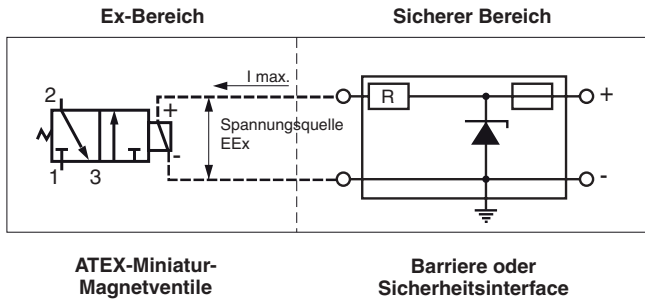 Ex-Bereich
Sicherer Bereich
I max.
2
+
R
+
Spannungsquelle
EEx
-
1
3
-
ATEX-Miniatur-
Magnetventile
Barriere oder
Sicherheitsinterface